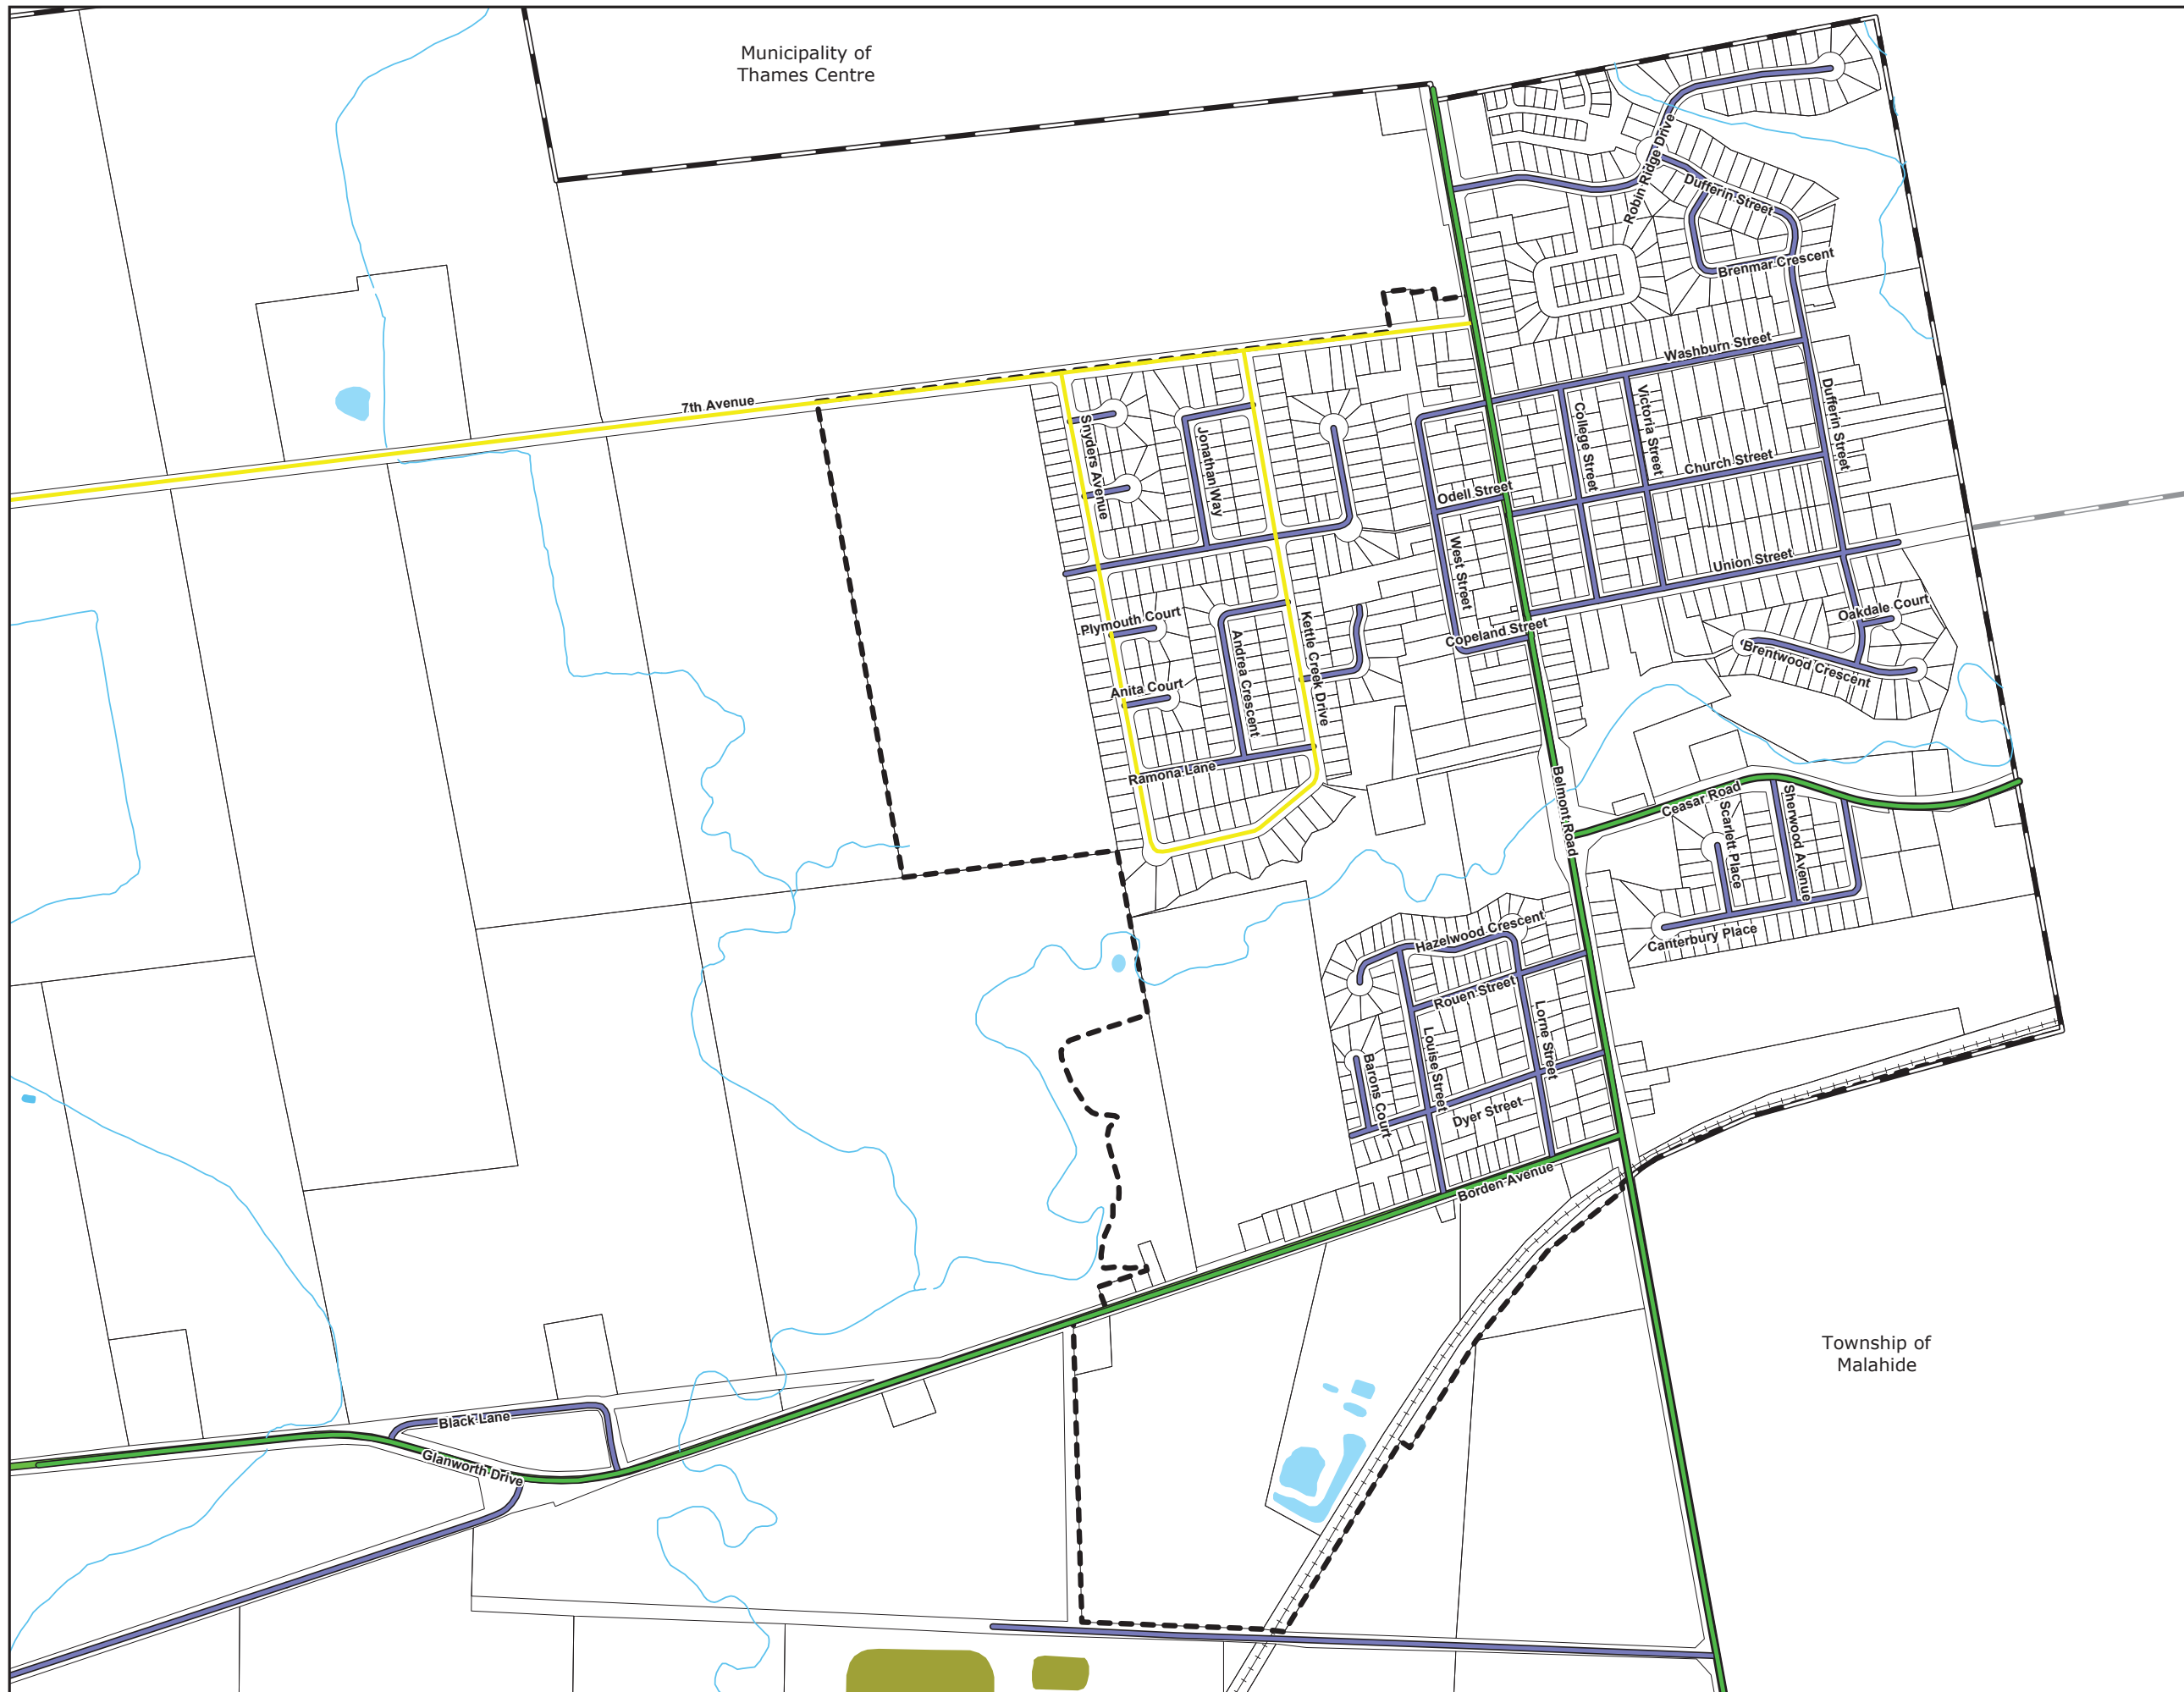 Municipality of
Thames Centre
Robin Ridge Drive
Dufferin Street
Brenmar Crescent
Washburn Street
7th Avenue
Snyders Avenue
Jonathan Way
College Street
Victoria Street
Dufferin Street
Church Street
Odell Street
West Street
Union Street
Plymouth Court
Oakdale Court
Copeland Street
Kettle Creek Drive
Andrea Crescent
Brentwood Crescent
Anita Court
Ramona Lane
Belmont Road
Ceasar Road
Scarlett Place
Sherwood Avenue
Hazelwood Crescent
Canterbury Place
Rouen Street
Lorne Street
Louise Street
Barons Court
Dyer Street
Borden Avenue
Township of
Malahide
Black Lane
Glanworth Drive